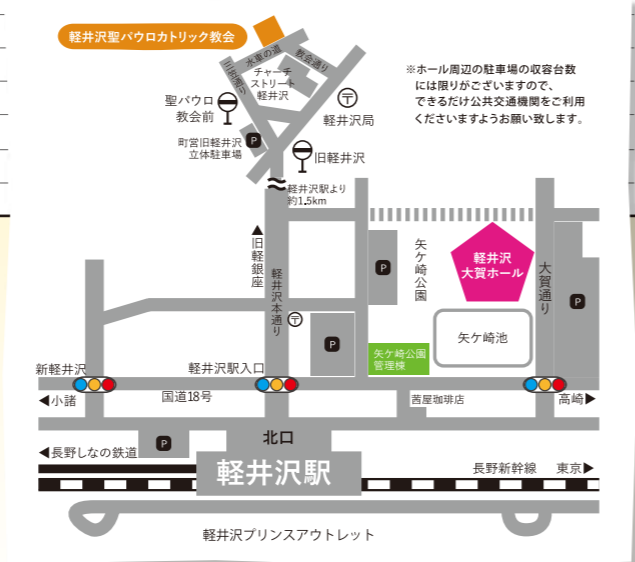 軽井沢聖パウロカトリック教会
水車の道
教会通り
三笠通り
チャーチ
ストリート
軽井沢
※ホール周辺の駐車場の収容台数
には限りがございますので、
できるだけ公共交通機関をご利用
くださいますようお願い致します。
聖パウロ
教会前
〒
軽井沢局
町営旧軽井沢
立体駐車場
P
旧軽井沢
軽井沢駅より
約1.5km
▲旧軽銀座
軽井沢本通り
〒
P
P
矢ケ崎公園
軽井沢
大賀ホール
大賀通り
P
矢ケ崎池
矢ケ崎公園
管理棟
新軽井沢
軽井沢駅入口
◀小諸
国道18号
茜屋珈琲店
高崎▶
P
北口
◀長野しなの鉄道
軽井沢駅
長野新幹線
東京▶
軽井沢プリンスアウトレット